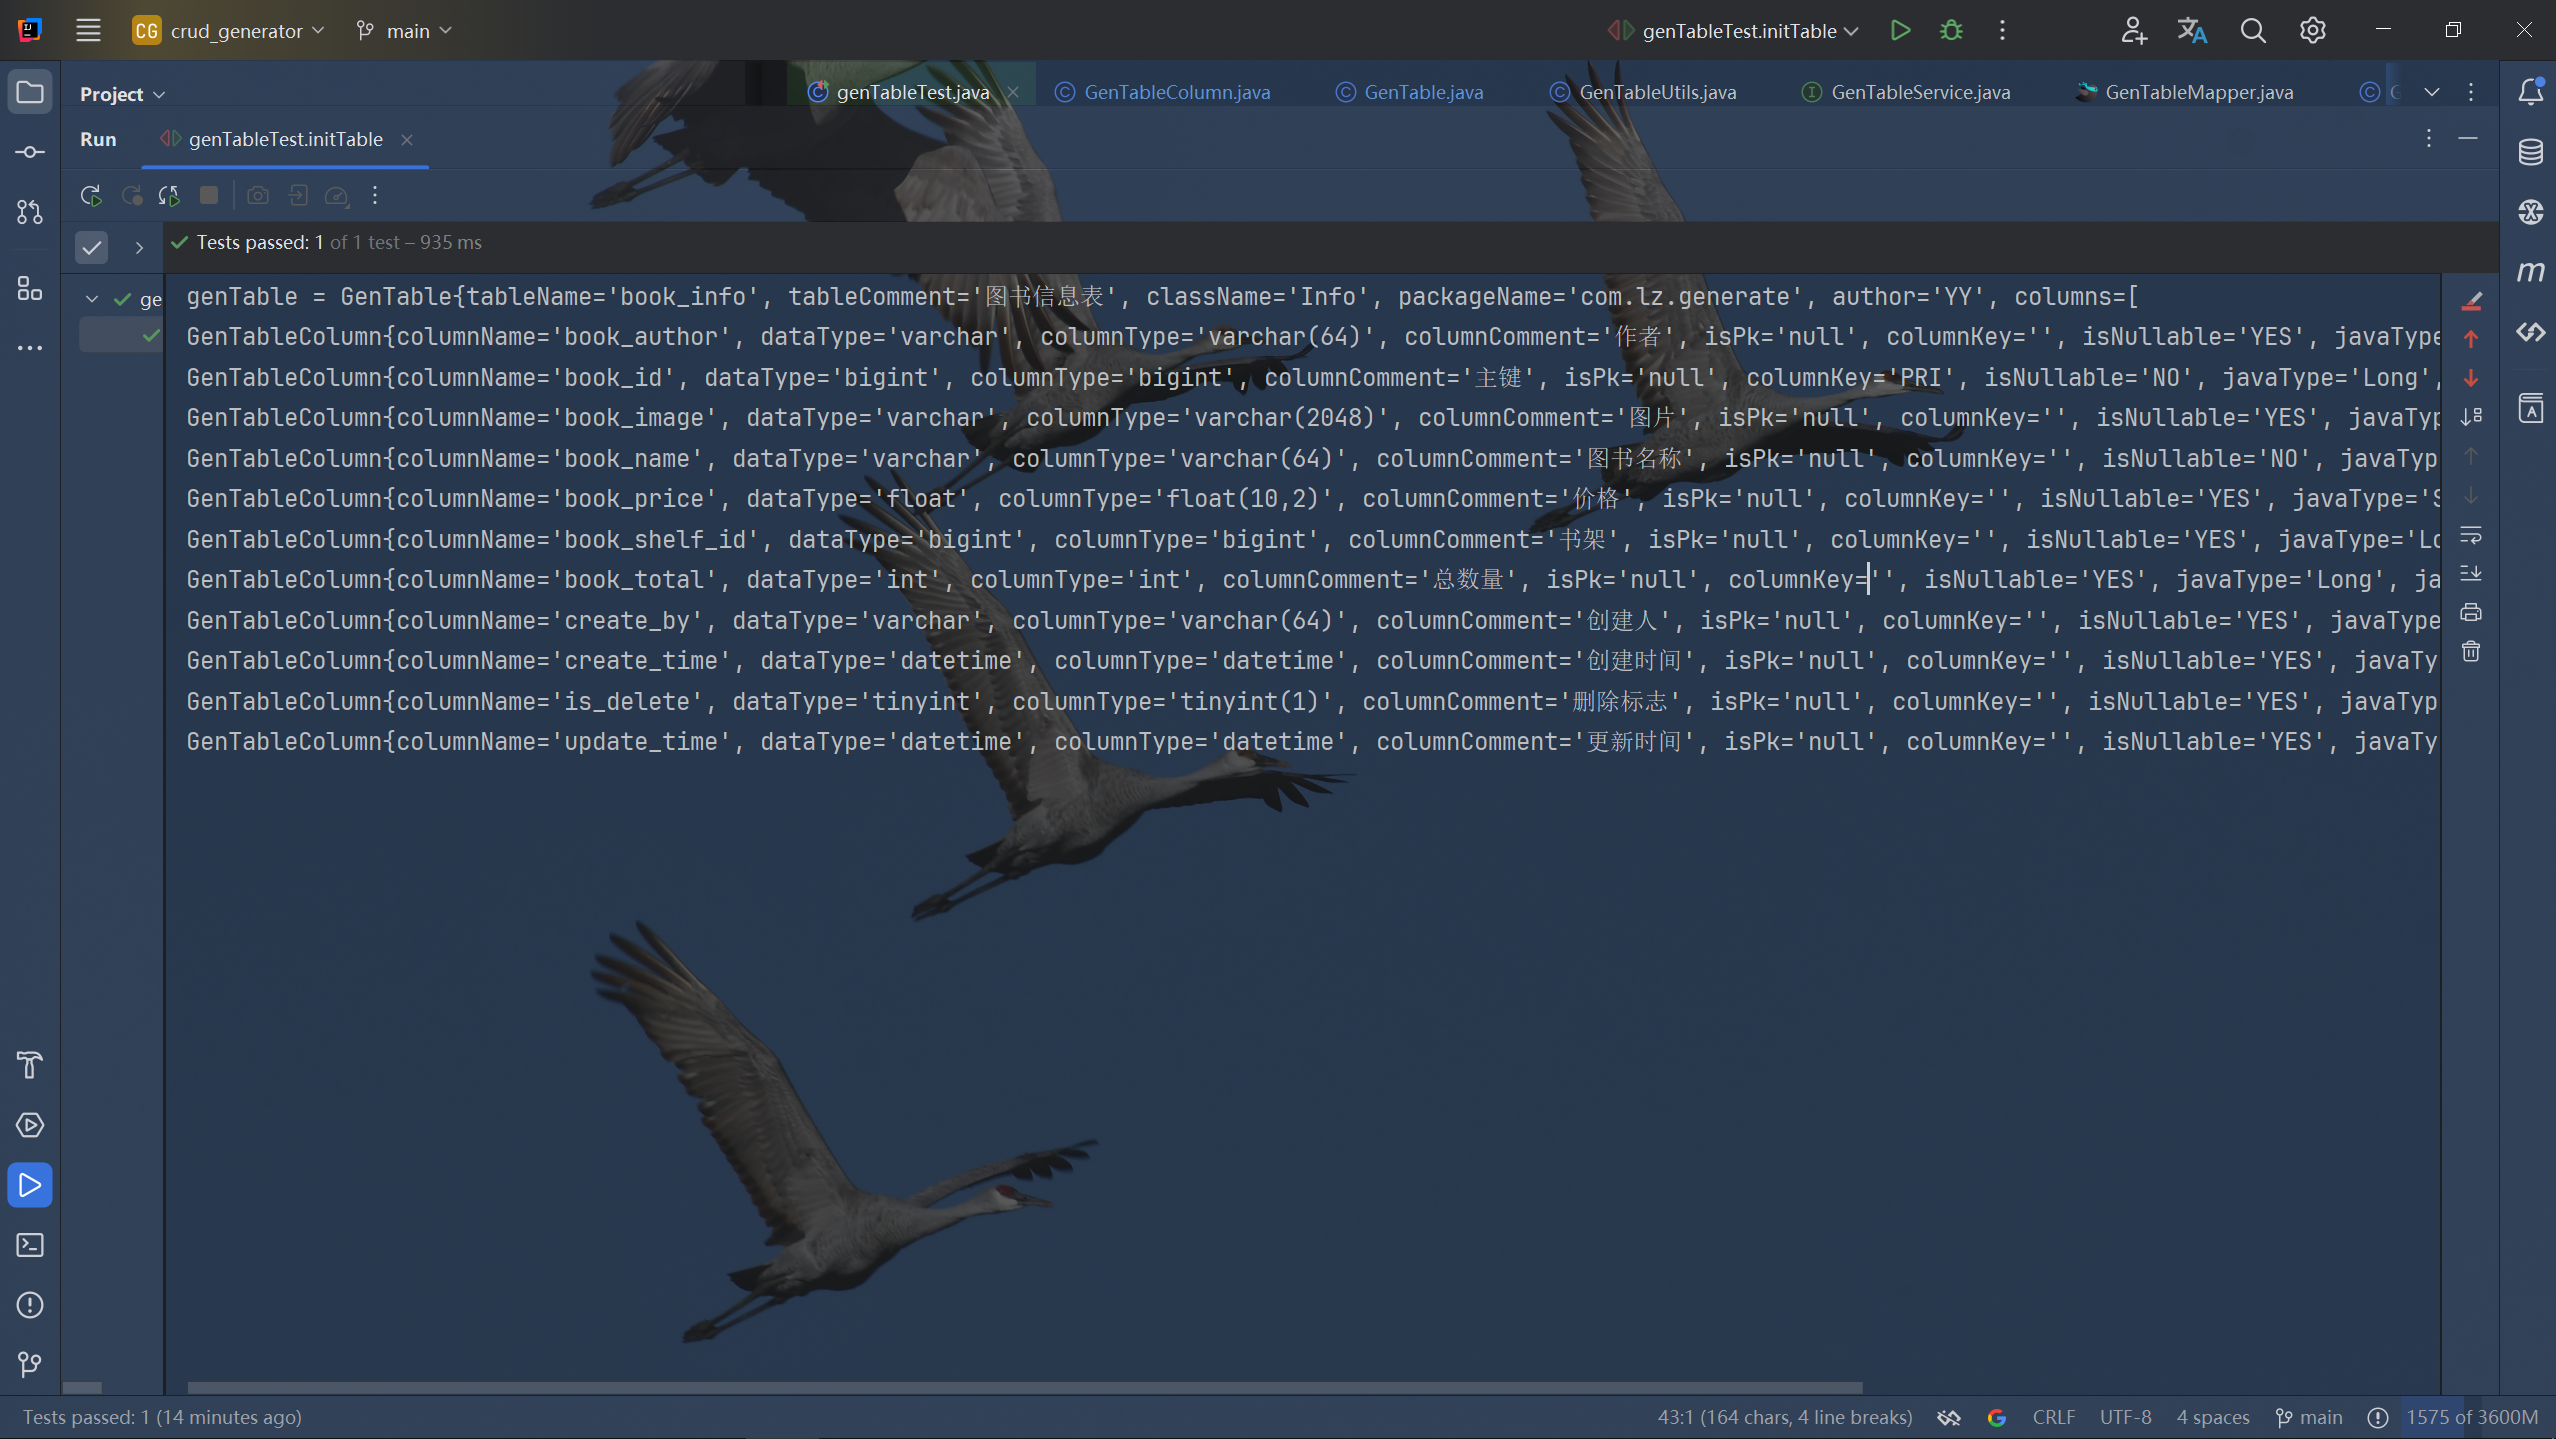 CG crud_generator main genTableTest.initTable
Project genTableTest.java GenTableColumn.java GenTable.java GenTableUtils.java GenTableService.java GenTableMapper.java
Run genTableTest.initTable
Tests passed: 1 of 1 test – 935 ms
ge
genTable = GenTable{tableName='book_info', tableComment='图书信息表', className='Info', packageName='com.lz.generate', author='YY', columns=[
GenTableColumn{columnName='book_author', dataType='varchar', columnType='varchar(64)', columnComment='作者', isPk='null', columnKey='', isNullable='YES', javaType
GenTableColumn{columnName='book_id', dataType='bigint', columnType='bigint', columnComment='主键', isPk='null', columnKey='PRI', isNullable='NO', javaType='Long',
GenTableColumn{columnName='book_image', dataType='varchar', columnType='varchar(2048)', columnComment='图片', isPk='null', columnKey='', isNullable='YES', javaTyp
GenTableColumn{columnName='book_name', dataType='varchar', columnType='varchar(64)', columnComment='图书名称', isPk='null', columnKey='', isNullable='NO', javaTyp
GenTableColumn{columnName='book_price', dataType='float', columnType='float(10,2)', columnComment='价格', isPk='null', columnKey='', isNullable='YES', javaType='S
GenTableColumn{columnName='book_shelf_id', dataType='bigint', columnType='bigint', columnComment='书架', isPk='null', columnKey='', isNullable='YES', javaType='Lo
GenTableColumn{columnName='book_total', dataType='int', columnType='int', columnComment='总数量', isPk='null', columnKey='', isNullable='YES', javaType='Long', ja
GenTableColumn{columnName='create_by', dataType='varchar', columnType='varchar(64)', columnComment='创建人', isPk='null', columnKey='', isNullable='YES', javaType
GenTableColumn{columnName='create_time', dataType='datetime', columnType='datetime', columnComment='创建时间', isPk='null', columnKey='', isNullable='YES', javaTy
GenTableColumn{columnName='is_delete', dataType='tinyint', columnType='tinyint(1)', columnComment='删除标志', isPk='null', columnKey='', isNullable='YES', javaTyp
GenTableColumn{columnName='update_time', dataType='datetime', columnType='datetime', columnComment='更新时间', isPk='null', columnKey='', isNullable='YES', javaTy
Tests passed: 1 (14 minutes ago) 43:1 (164 chars, 4 line breaks) CRLF UTF-8 4 spaces main 1575 of 3600M